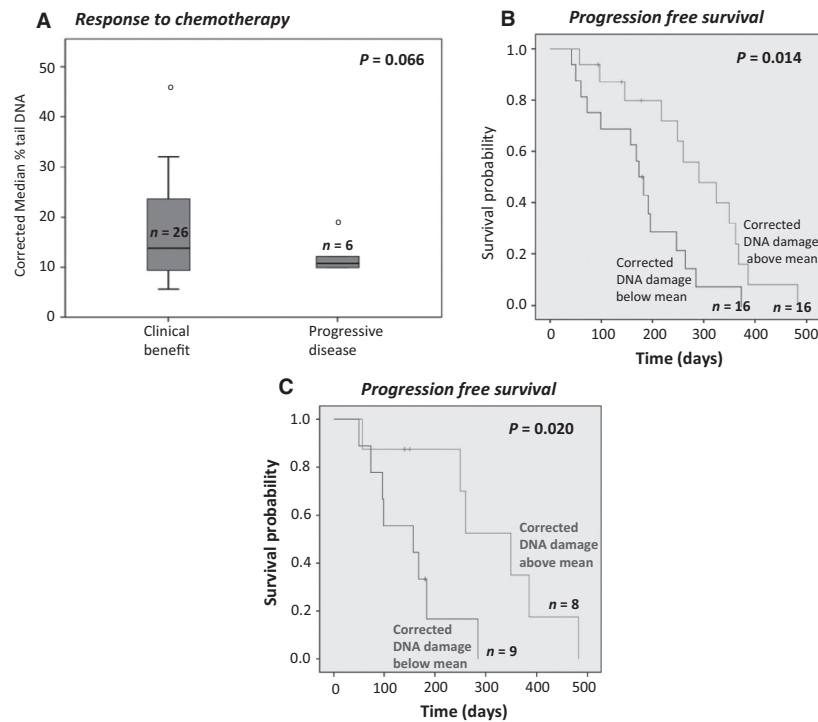 A
Response to chemotherapy
P = 0.066
Corrected Median % tail DNA
50
40
30
20
10
0
n = 26
n = 6
Clinical
benefit
Progressive
disease
B
Progression free survival
P = 0.014
Survival probability
1.0
0.8
0.6
0.4
0.2
0.0
Corrected
DNA damage
above mean
Corrected
DNA damage
below mean
n = 16
n = 16
0
100
200
300
400
500
Time (days)
C
Progression free survival
P = 0.020
Survival probability
1.0
0.8
0.6
0.4
0.2
0.0
Corrected
DNA damage
above mean
n = 8
Corrected
DNA damage
below mean
n = 9
0
100
200
300
400
500
Time (days)